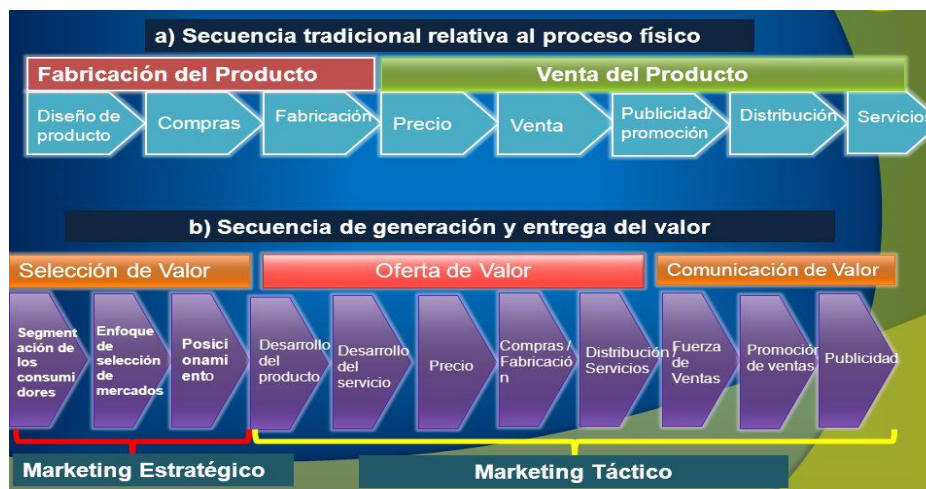 a) Secuencia tradicional relativa al proceso físico
Fabricación del Producto
Venta del Producto
Diseño de
producto
Compras
Fabricación
Precio
Venta
Publicidad/
promoción
Distribución
Servicios
b) Secuencia de generación y entrega del valor
Selección de Valor
Oferta de Valor
Comunicación de Valor
Segment
ación de
los
consumi
dores
Enfoque
de
selección
de
mercados
Posici
onami
ento
Desarrollo
del
producto
Desarrollo
del
servicio
Precio
Compras /
Fabricació
n
Distribución /
Servicios
Fuerza
de
Ventas
Promoción
de ventas
Publicidad
Marketing Estratégico
Marketing Táctico